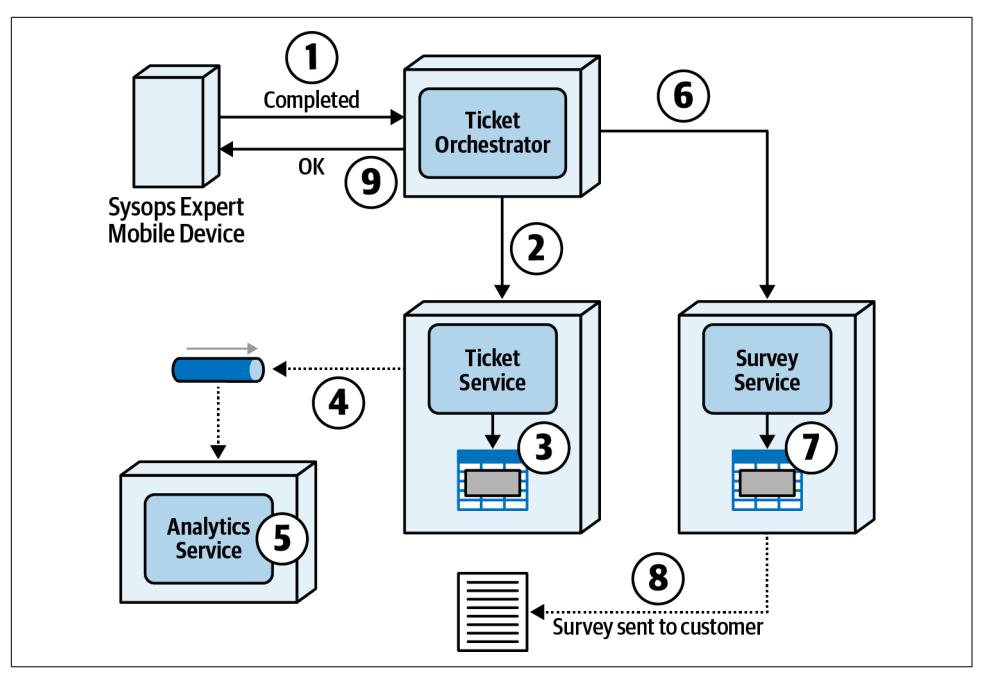 1
Completed
Ticket
Orchestrator
6
OK
9
Sysops Expert
Mobile Device
2
Ticket
Service
Survey
Service
4
3
7
Analytics
Service
5
8
Survey sent to customer